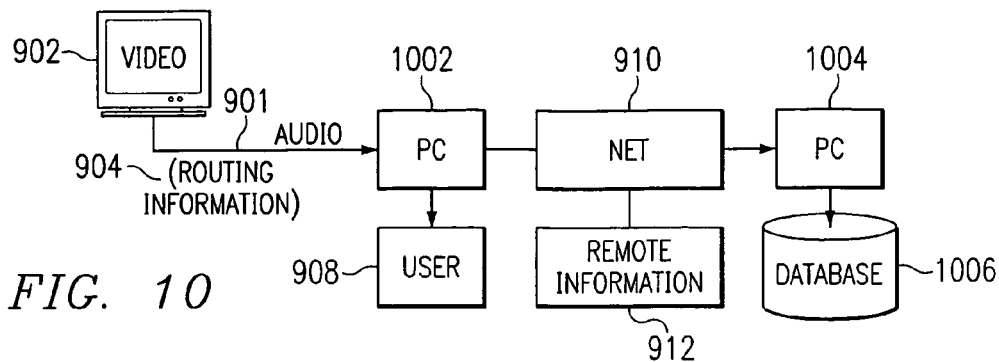 902
VIDEO
901
AUDIO
904
(ROUTING
INFORMATION)
1002
PC
908
USER
910
NET
REMOTE
INFORMATION
912
1004
PC
DATABASE
1006
FIG. 10